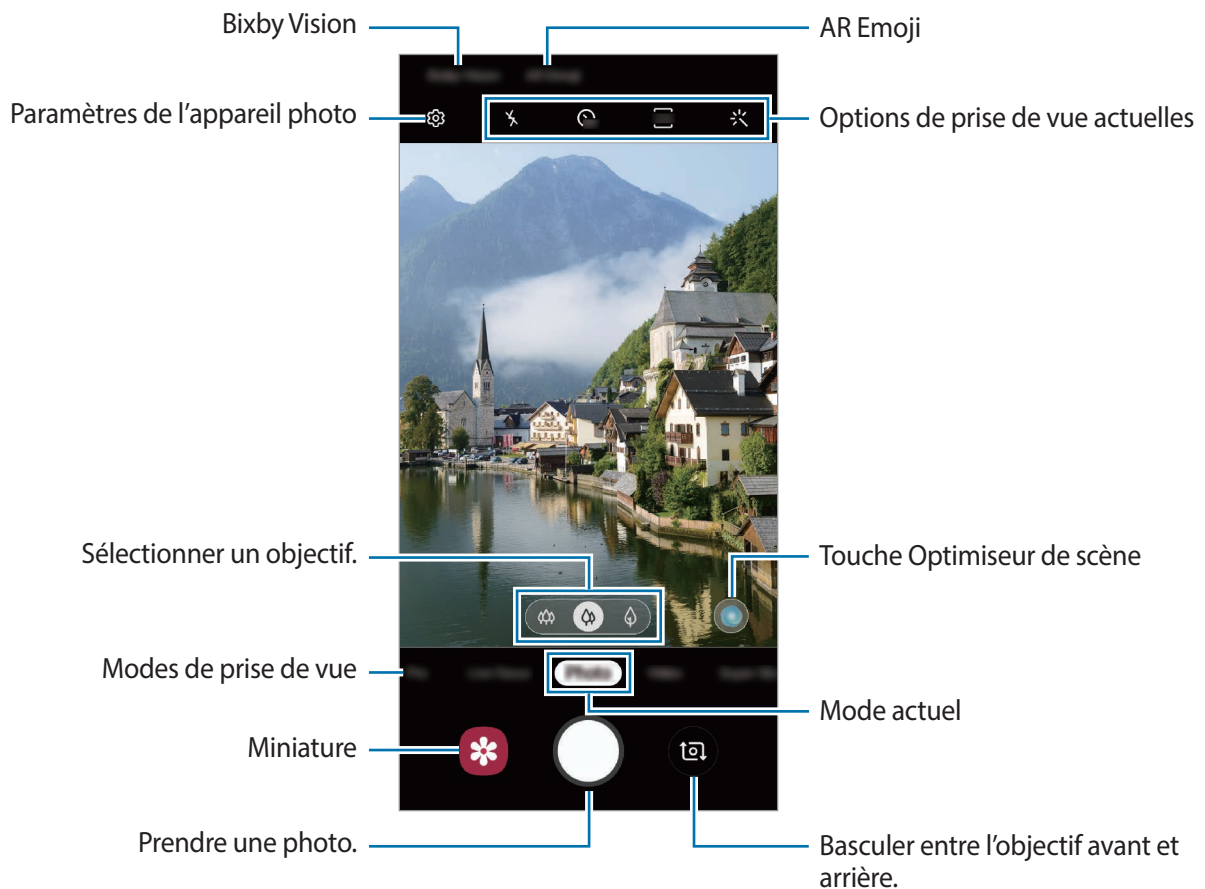 Bixby Vision
AR Emoji
Paramètres de l'appareil photo
Options de prise de vue actuelles
Sélectionner un objectif.
Touche Optimiseur de scène
Modes de prise de vue
Photo
Mode actuel
Miniature
Prendre une photo.
Basculer entre l'objectif avant et
arrière.